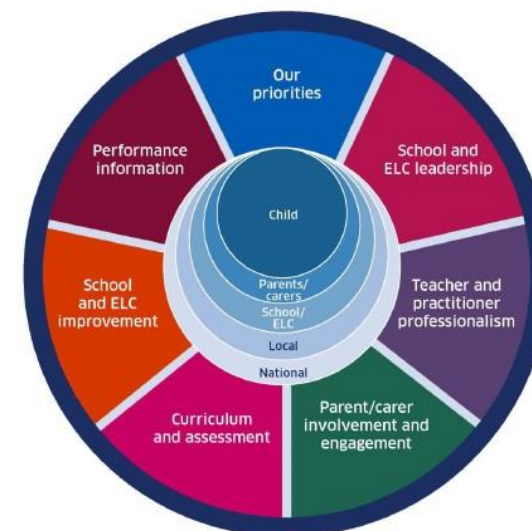 Our
priorities
School and
ELC leadership
Teacher and
practitioner
professionalism
Parent/carer
involvement and
engagement
Curriculum
and assessment
School
and ELC
improvement
Performance
information
Child
Parents/
carers
School/
ELC
Local
National